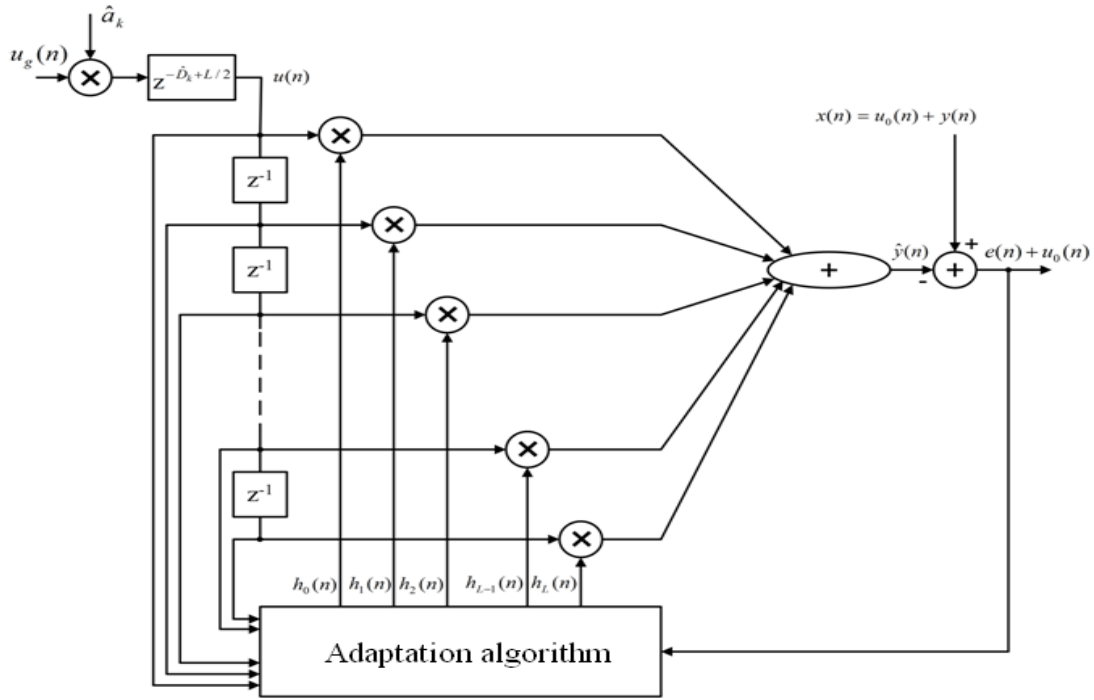 â_k
u_g(n)
×
z^{-D̂_k+L/2}
u(n)
x(n) = u_0(n) + y(n)
×
z^{-1}
×
z^{-1}
×
+
ŷ(n)
-
+
+
e(n) + u_0(n)
×
z^{-1}
×
h_0(n) h_1(n) h_2(n) h_{L-1}(n) h_L(n)
Adaptation algorithm